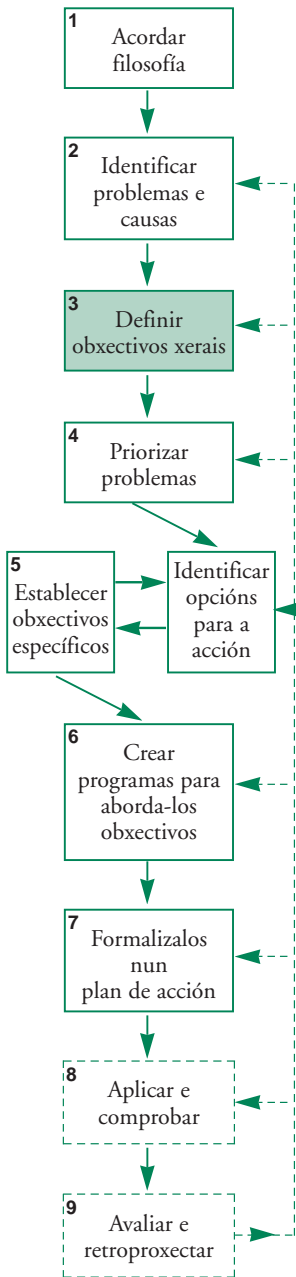 1
Acordar
filosofía
2
Identificar
problemas e
causas
3
Definir
obxectivos xerais
4
Priorizar
problemas
5
Establecer
obxectivos
específicos
Identificar
opcións
para a
acción
6
Crear
programas para
aborda-los
obxectivos
7
Formalizalos
nun
plan de acción
8
Aplicar e
comprobar
9
Avaliar e
retroproxectar